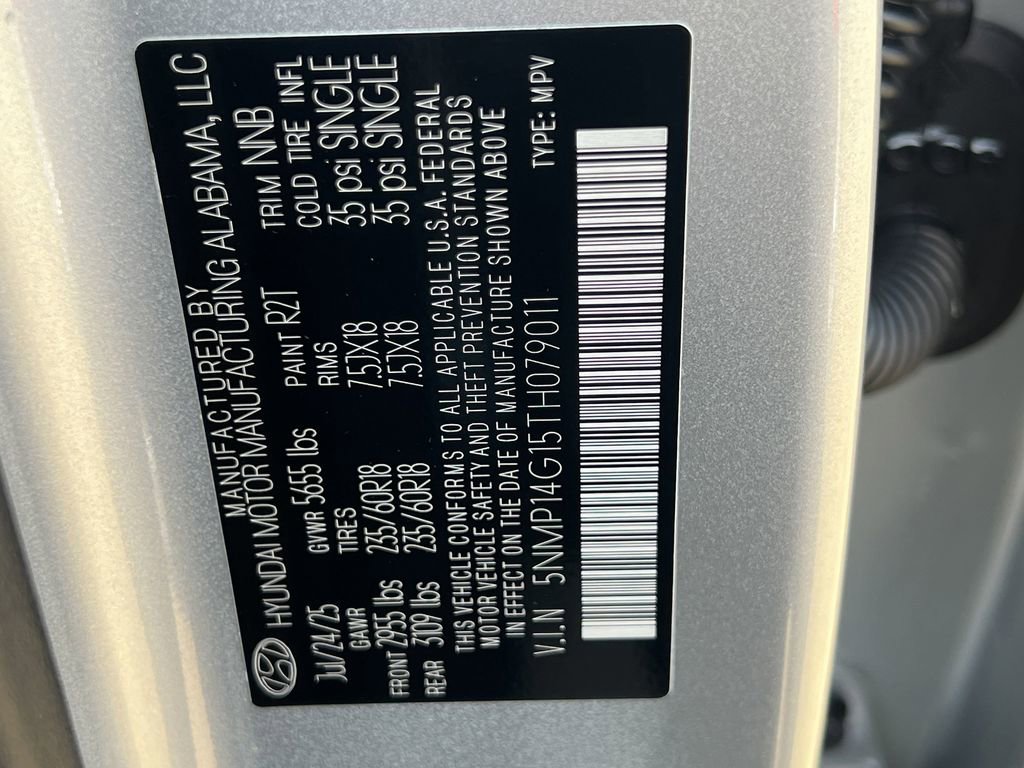 MANUFACTURED BY
HYUNDAI MOTOR MANUFACTURING ALABAMA, LLC
Jul/24/25 GVWR 5655 lbs PAINT R2T TRIM NNB
GAWR TIRES RIMS COLD TIRE INFL
FRONT 2955 lbs 235/60R18 7.5JX18 35 psi SINGLE
REAR 3109 lbs 235/60R18 7.5JX18 35 psi SINGLE
THIS VEHICLE CONFORMS TO ALL APPLICABLE U.S.A. FEDERAL
MOTOR VEHICLE SAFETY AND THEFT PREVENTION STANDARDS
IN EFFECT ON THE DATE OF MANUFACTURE SHOWN ABOVE
V.I.N 5NMP14G15TH079011 TYPE: MPV